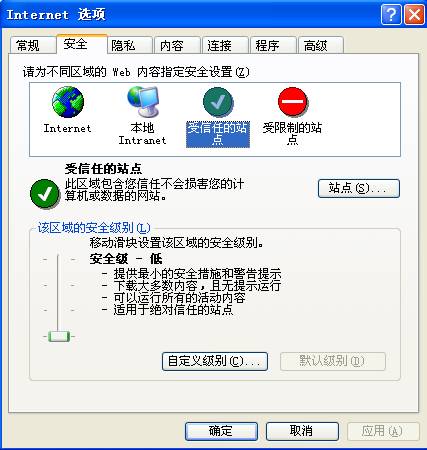 Internet 选项
常规 安全 隐私 内容 连接 程序 高级
请为不同区域的 Web 内容指定安全设置(Z)
Internet
本地
Intranet
受信任的站
点
受限制的站
点
受信任的站点
此区域包含您信任不会损害您的计
算机或数据的网站。
站点(S)...
该区域的安全级别(L)
移动滑块设置该区域的安全级别。
安全级 - 低
- 提供最小的安全措施和警告提示
- 下载大多数内容，且无提示运行
- 可以运行所有的活动内容
- 适用于绝对信任的站点
自定义级别(C)... 默认级别(D)
确定 取消 应用(A)